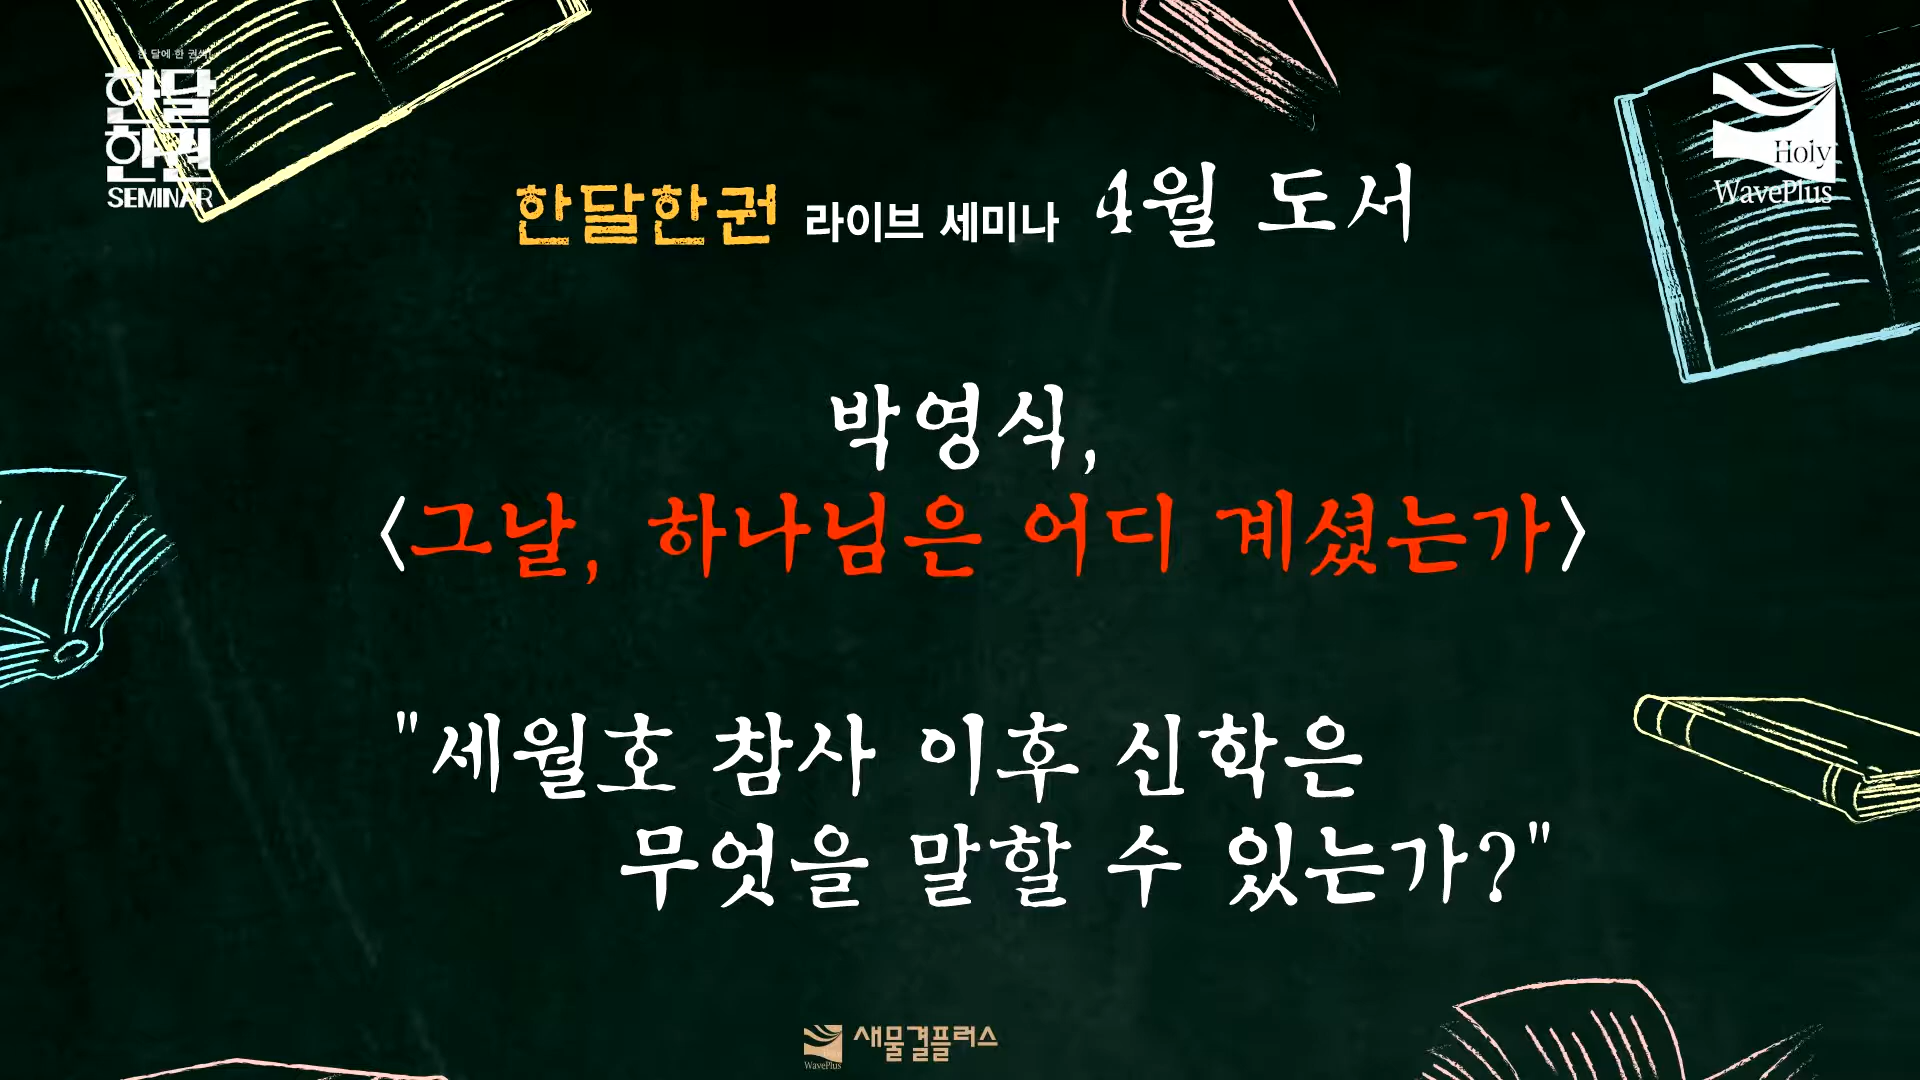 한 달에 한 권씩!
한달
한권
SEMINAR
Holy
WavePlus
한달한권 라이브 세미나 4월 도서
박영식,
<그날, 하나님은 어디 계셨는가>
"세월호 참사 이후 신학은
무엇을 말할 수 있는가?"
새물결플러스
WavePlus